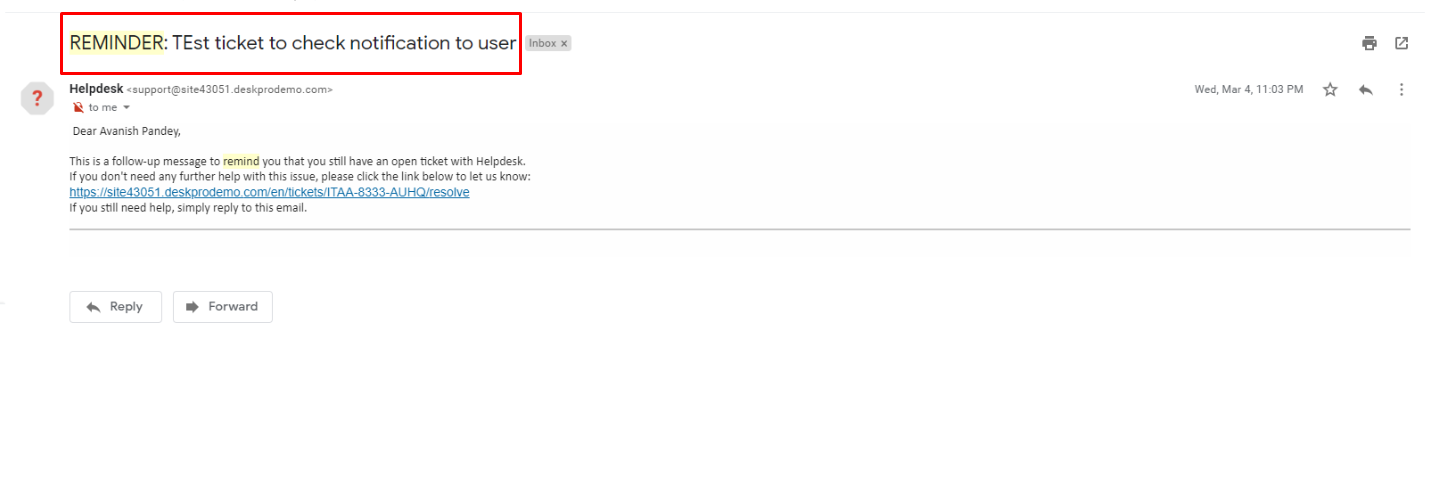 REMINDER: TEst ticket to check notification to user Inbox x
Helpdesk <support@site43051.deskprodemo.com> Wed, Mar 4, 11:03 PM
to me
Dear Avanish Pandey,
This is a follow-up message to remind you that you still have an open ticket with Helpdesk.
If you don't need any further help with this issue, please click the link below to let us know:
https://site43051.deskprodemo.com/en/tickets/ITAA-8333-AUHQ/resolve
If you still need help, simply reply to this email.
Reply Forward